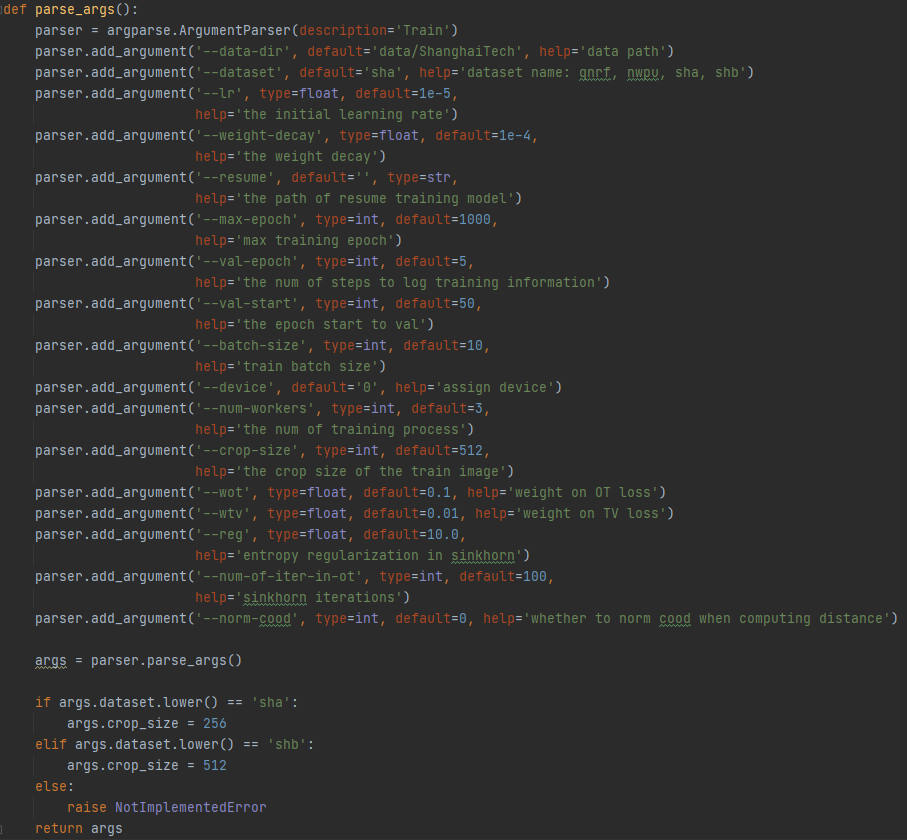 def parse_args():
    parser = argparse.ArgumentParser(description='Train')
    parser.add_argument('--data-dir', default='data/ShanghaiTech', help='data path')
    parser.add_argument('--dataset', default='sha', help='dataset name: qnrf, nwpu, sha, shb')
    parser.add_argument('--lr', type=float, default=1e-5,
                        help='the initial learning rate')
    parser.add_argument('--weight-decay', type=float, default=1e-4,
                        help='the weight decay')
    parser.add_argument('--resume', default='', type=str,
                        help='the path of resume training model')
    parser.add_argument('--max-epoch', type=int, default=1000,
                        help='max training epoch')
    parser.add_argument('--val-epoch', type=int, default=5,
                        help='the num of steps to log training information')
    parser.add_argument('--val-start', type=int, default=50,
                        help='the epoch start to val')
    parser.add_argument('--batch-size', type=int, default=10,
                        help='train batch size')
    parser.add_argument('--device', default='0', help='assign device')
    parser.add_argument('--num-workers', type=int, default=3,
                        help='the num of training process')
    parser.add_argument('--crop-size', type=int, default=512,
                        help='the crop size of the train image')
    parser.add_argument('--wot', type=float, default=0.1, help='weight on OT loss')
    parser.add_argument('--wtv', type=float, default=0.01, help='weight on TV loss')
    parser.add_argument('--reg', type=float, default=10.0,
                        help='entropy regularization in sinkhorn')
    parser.add_argument('--num-of-iter-in-ot', type=int, default=100,
                        help='sinkhorn iterations')
    parser.add_argument('--norm-cood', type=int, default=0, help='whether to norm cood when computing distance')

    args = parser.parse_args()

    if args.dataset.lower() == 'sha':
        args.crop_size = 256
    elif args.dataset.lower() == 'shb':
        args.crop_size = 512
    else:
        raise NotImplementedError
    return args